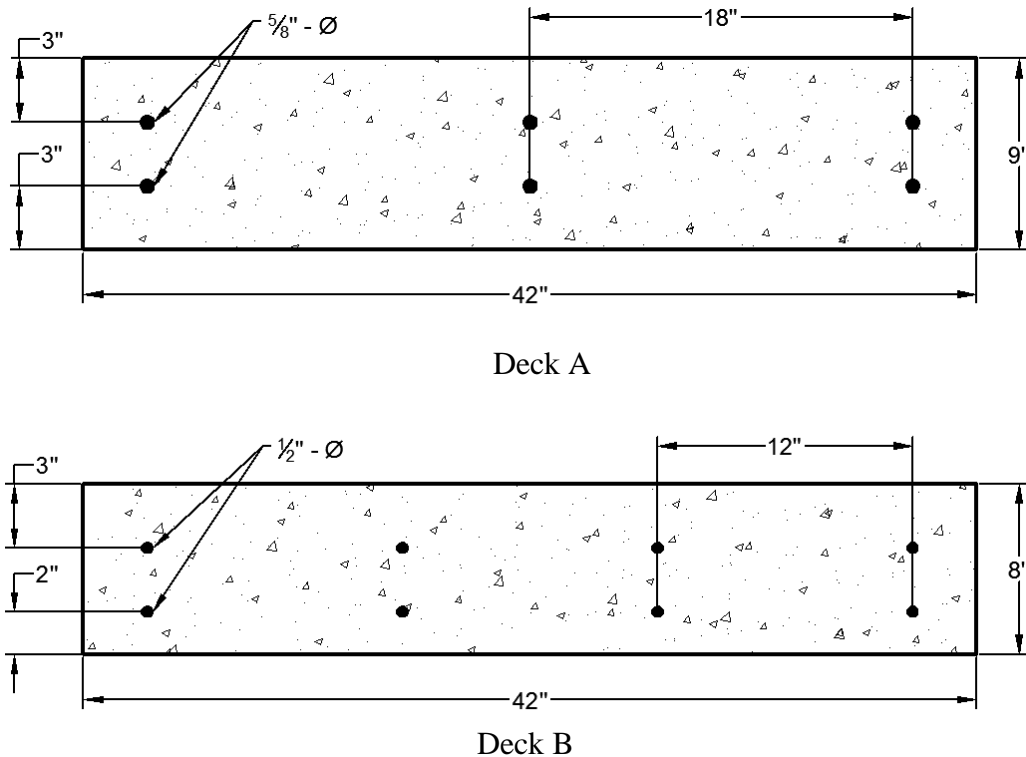 3"
⅝" - Ø
18"
3"
9'
42"
Deck A
3"
½" - Ø
12"
2"
8'
42"
Deck B